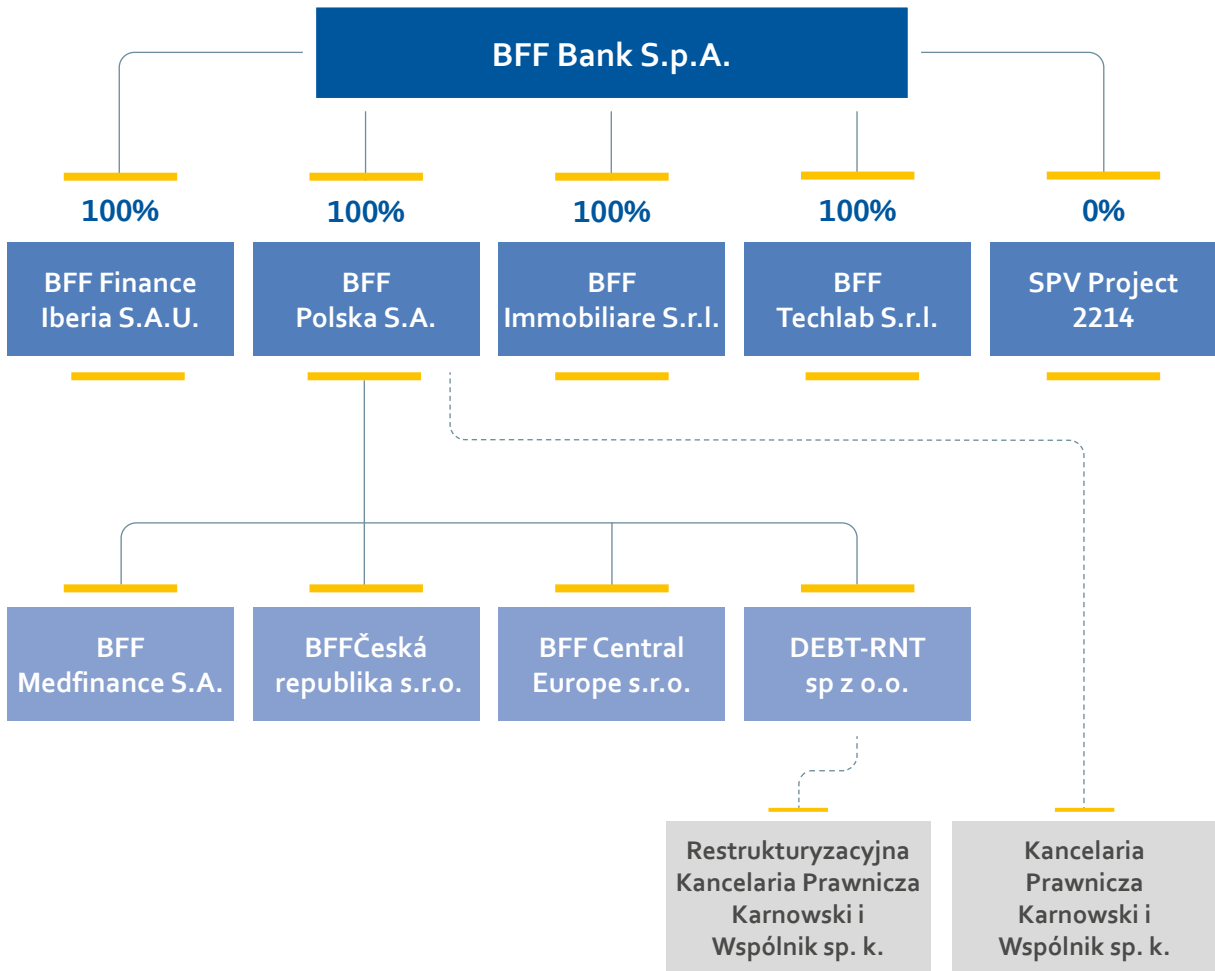 BFF Bank S.p.A.
100%
100%
100%
100%
0%
BFF Finance
Iberia S.A.U.
BFF
Polska S.A.
BFF
Immobiliare S.r.l.
BFF
Techlab S.r.l.
SPV Project
2214
BFF
Medfinance S.A.
BFFČeská
republika s.r.o.
BFF Central
Europe s.r.o.
DEBT-RNT
sp z o.o.
Restrukturyzacyjna
Kancelaria Prawnicza
Karnowski i
Wspólnik sp. k.
Kancelaria
Prawnicza
Karnowski i
Wspólnik sp. k.